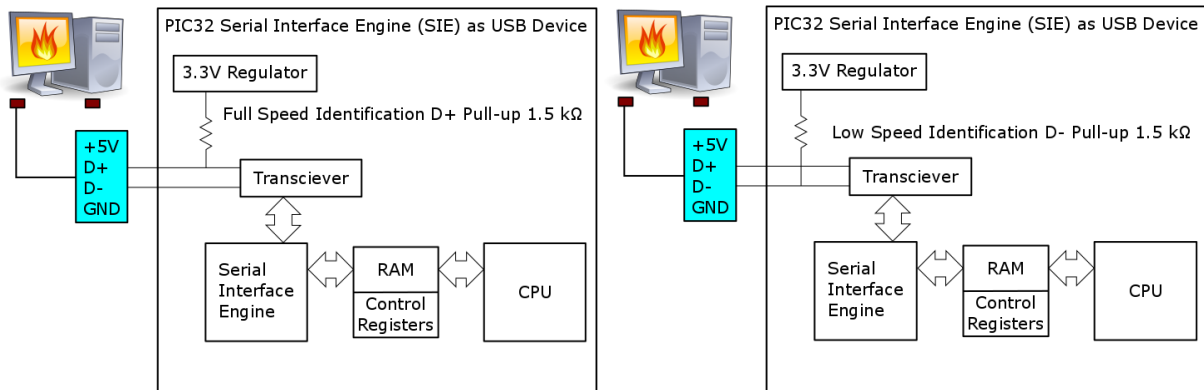 PIC32 Serial Interface Engine (SIE) as USB Device
3.3V Regulator
Full Speed Identification D+ Pull-up 1.5 kΩ
+5V
D+
D-
GND
Transciever
Serial
Interface
Engine
RAM
Control
Registers
CPU
PIC32 Serial Interface Engine (SIE) as USB Device
3.3V Regulator
Low Speed Identification D- Pull-up 1.5 kΩ
+5V
D+
D-
GND
Transciever
Serial
Interface
Engine
RAM
Control
Registers
CPU